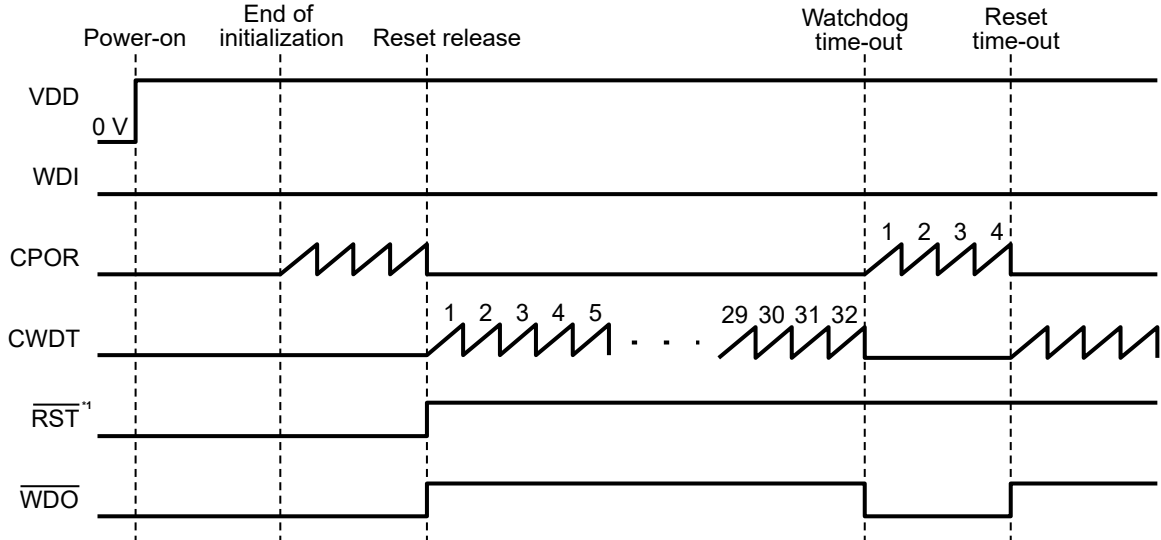 Power-on
End of
initialization
Reset release
Watchdog
time-out
Reset
time-out
VDD
0 V
WDI
CPOR
1 2 3 4
CWDT
1 2 3 4 5 · · · 29 30 31 32
RST *1
WDO